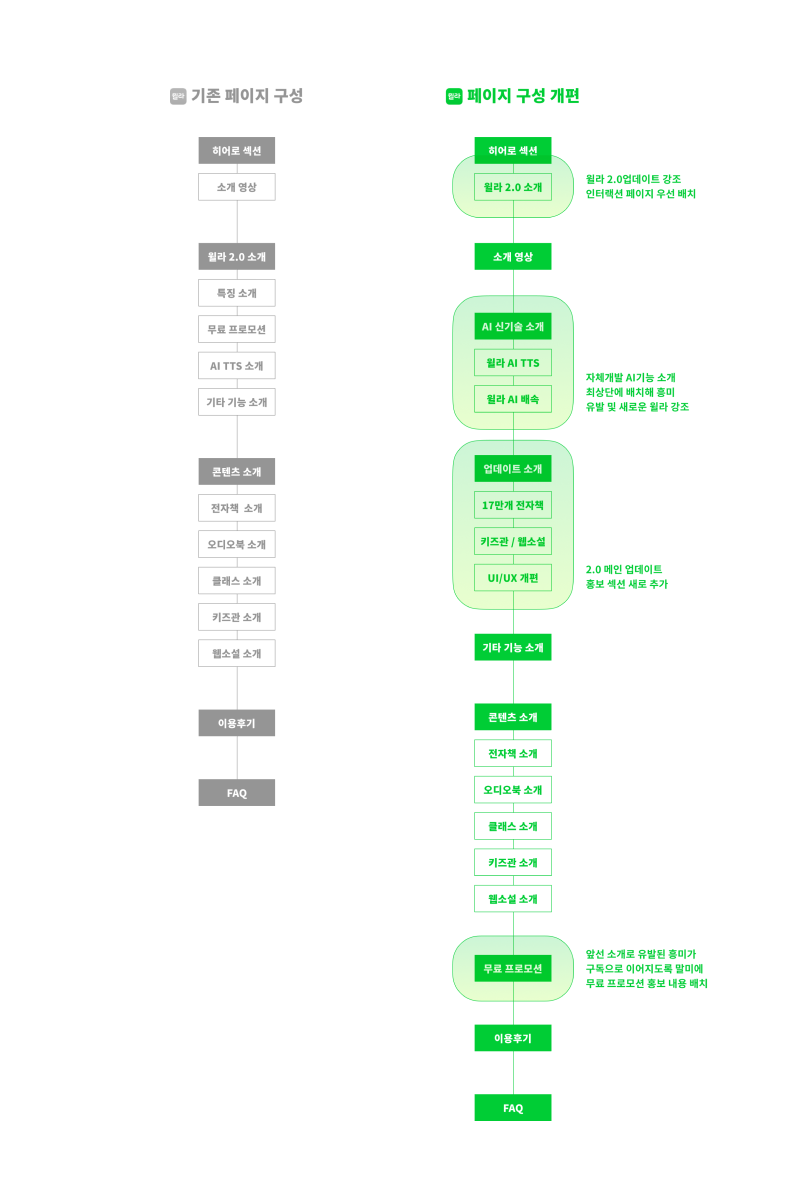 윌라 기존 페이지 구성
히어로 섹션
소개 영상
윌라 2.0 소개
특징 소개
무료 프로모션
AI TTS 소개
기타 기능 소개
콘텐츠 소개
전자책 소개
오디오북 소개
클래스 소개
키즈관 소개
웹소설 소개
이용후기
FAQ
윌라 페이지 구성 개편
히어로 섹션
윌라 2.0 소개
윌라 2.0업데이트 강조
인터랙션 페이지 우선 배치
소개 영상
AI 신기술 소개
윌라 AI TTS
윌라 AI 배속
자체개발 AI기능 소개
최상단에 배치해 흥미
유발 및 새로운 윌라 강조
업데이트 소개
17만개 전자책
키즈관 / 웹소설
UI/UX 개편
2.0 메인 업데이트
홍보 섹션 새로 추가
기타 기능 소개
콘텐츠 소개
전자책 소개
오디오북 소개
클래스 소개
키즈관 소개
웹소설 소개
무료 프로모션
앞선 소개로 유발된 흥미가
구독으로 이어지도록 말미에
무료 프로모션 홍보 내용 배치
이용후기
FAQ